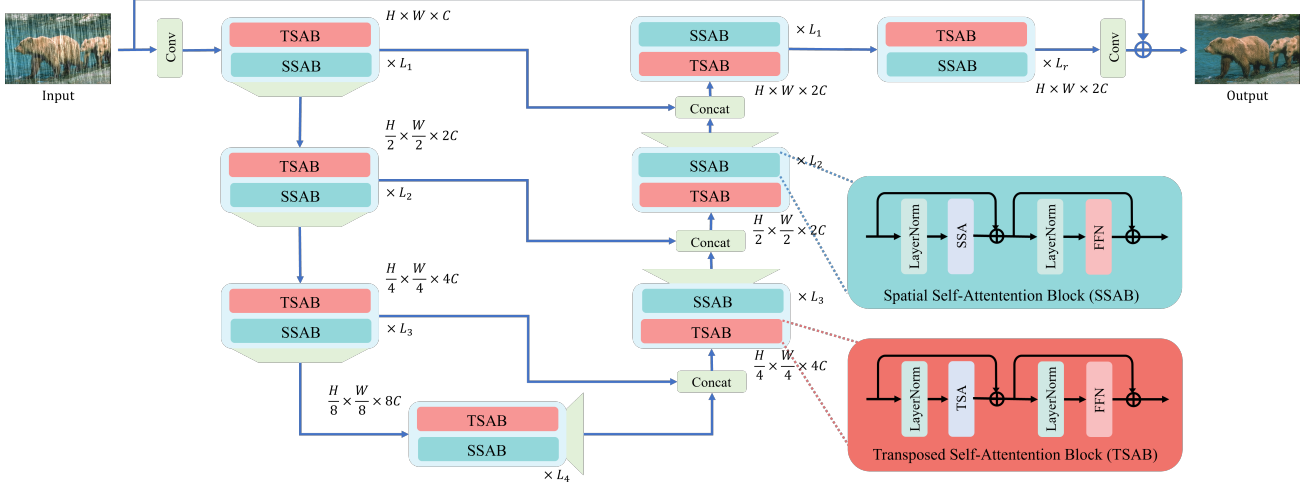 Input
Conv
H × W × C
TSAB
SSAB
× L₁
H/2 × W/2 × 2C
TSAB
SSAB
× L₂
H/4 × W/4 × 4C
TSAB
SSAB
× L₃
H/8 × W/8 × 8C
TSAB
SSAB
× L₄
Concat
H/4 × W/4 × 4C
SSAB
TSAB
× L₃
Concat
H/2 × W/2 × 2C
SSAB
TSAB
× L₂
Concat
H × W × 2C
SSAB
TSAB
× L₁
TSAB
SSAB
× Lᵣ
H × W × 2C
Conv
Output
LayerNorm
SSA
LayerNorm
FFN
Spatial Self-Attentention Block (SSAB)
LayerNorm
TSA
LayerNorm
FFN
Transposed Self-Attentention Block (TSAB)